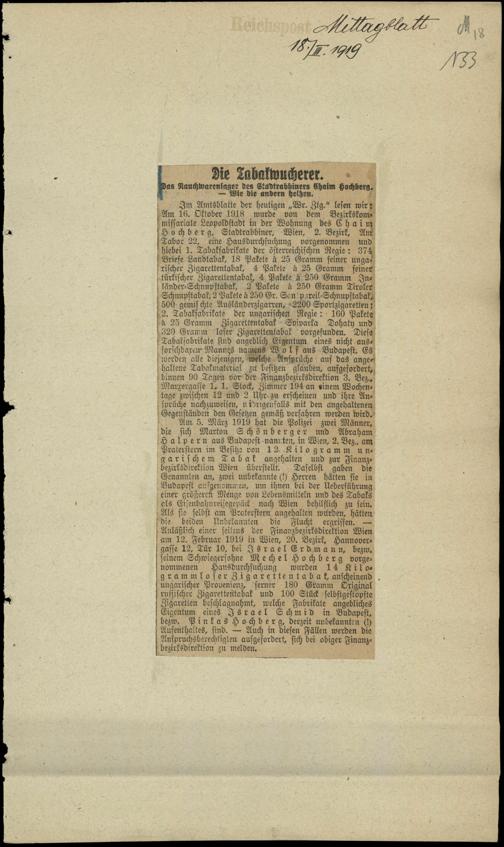 Reichspost Mittagblatt
18/II. 1919
M 18
N33
Die Tabakwucherer.
Das Rauchwarenlager des Stadtrabbiners Chaim Hochberg.
— Wie die andern helfen.
Im Amtsblatte der heutigen „Wr. Ztg." lesen wir:
Am 16. Oktober 1918 wurde von dem Bezirkskom-
missariate Leopoldstadt in der Wohnung des Chaim
Hochberg, Stadtrabbiner, Wien, 2. Bezirk, Am
Tabor 22, eine Hausdurchsuchung vorgenommen und
hiebei 1. Tabakfabrikate der österreichischen Regie: 374
Briefe Landtabak, 18 Pakete à 25 Gramm feiner unga-
rischer Zigarettentabak, 4 Pakete à 25 Gramm feiner
türkischer Zigarettentabak, 4 Pakete à 250 Gramm In-
länder-Schnupftabak, 2 Pakete à 250 Gramm Tiroler
Schnupftabak, 2 Pakete à 250 Gr. Schnupftabak,
500 gemischte Ausländerzigarren, 2200 Sportzigaretten;
2. Tabakfabrikate der ungarischen Regie: 160 Pakete
à 25 Gramm Zigarettentabak Szivarka Dohany und
320 Gramm loser Zigarettentabak vorgefunden. Diese
Tabakfabrikate sind angeblich Eigentum eines nicht aus-
forschbaren Mannes namens Wolf aus Budapest. Es
werden alle diejenigen, welche Ansprüche auf das ange-
haltene Tabakmaterial zu besitzen glauben, aufgefordert,
binnen 90 Tagen vor der Finanzbezirksdirektion 3. Bez.,
Marxergasse 1, 1. Stock, Zimmer 194 an einem Wochen-
tage zwischen 12 und 2 Uhr zu erscheinen und ihre An-
sprüche nachzuweisen, widrigenfalls mit den angehaltenen
Gegenständen den Gesetzen gemäß verfahren werden wird.
Am 5. März 1919 hat die Polizei zwei Männer,
die sich Marton Schönberger und Abraham
Halpern aus Budapest nannten, in Wien, 2. Bez., am
Praterstern im Besitze von 12 Kilogramm un-
garischem Tabak angehalten und zur Finanz-
bezirksdirektion Wien überstellt. Daselbst gaben die
Genannten an, zwei unbekannte (!) Herren hätten sie in
Budapest aufgenommen, um ihnen bei der Ueberführung
einer größern Menge von Lebensmitteln und des Tabaks
als Eisenbahnreisegepäck nach Wien behilflich zu sein.
Als sie selbst am Praterstern angehalten wurden, hätten
die beiden Unbekannten die Flucht ergriffen. —
Anläßlich einer seitens der Finanzbezirksdirektion Wien
am 12. Februar 1919 in Wien, 20. Bezirk, Hannover-
gasse 12, Tür 10, bei Israel Erdmann, bezw.
seinem Schwiegersohne Mechel Hochberg vorge-
nommenen Hausdurchsuchung wurden 14 Kilo-
gramm loser Zigarettentabak, anscheinend
ungarischer Provenienz, ferner 180 Gramm Original
russischer Zigarettentabak und 100 Stück selbstgestopfte
Zigaretten beschlagnahmt, welche Fabrikate angebliches
Eigentum eines Israel Schmid in Budapest,
bezw. Pinkas Hochberg, derzeit unbekannten (!)
Aufenthaltes, sind. — Auch in diesen Fällen werden die
Anspruchsberechtigten aufgefordert, sich bei obiger Finanz-
bezirksdirektion zu melden.